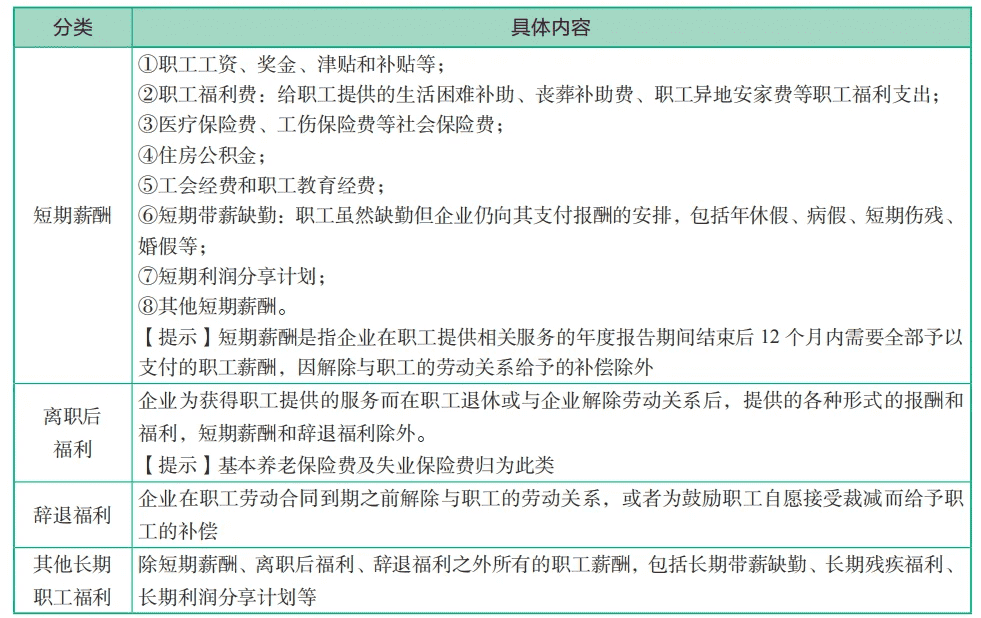 分类 具体内容
短期薪酬
①职工工资、奖金、津贴和补贴等；
②职工福利费：给职工提供的生活困难补助、丧葬补助费、职工异地安家费等职工福利支出；
③医疗保险费、工伤保险费等社会保险费；
④住房公积金；
⑤工会经费和职工教育经费；
⑥短期带薪缺勤：职工虽然缺勤但企业仍向其支付报酬的安排，包括年休假、病假、短期伤残、
婚假等；
⑦短期利润分享计划；
⑧其他短期薪酬。
【提示】短期薪酬是指企业在职工提供相关服务的年度报告期间结束后 12 个月内需要全部予以
支付的职工薪酬，因解除与职工的劳动关系给予的补偿除外
离职后
福利
企业为获得职工提供的服务而在职工退休或与企业解除劳动关系后，提供的各种形式的报酬和
福利，短期薪酬和辞退福利除外。
【提示】基本养老保险费及失业保险费归为此类
辞退福利
企业在职工劳动合同到期之前解除与职工的劳动关系，或者为鼓励职工自愿接受裁减而给予职
工的补偿
其他长期
职工福利
除短期薪酬、离职后福利、辞退福利之外所有的职工薪酬，包括长期带薪缺勤、长期残疾福利、
长期利润分享计划等